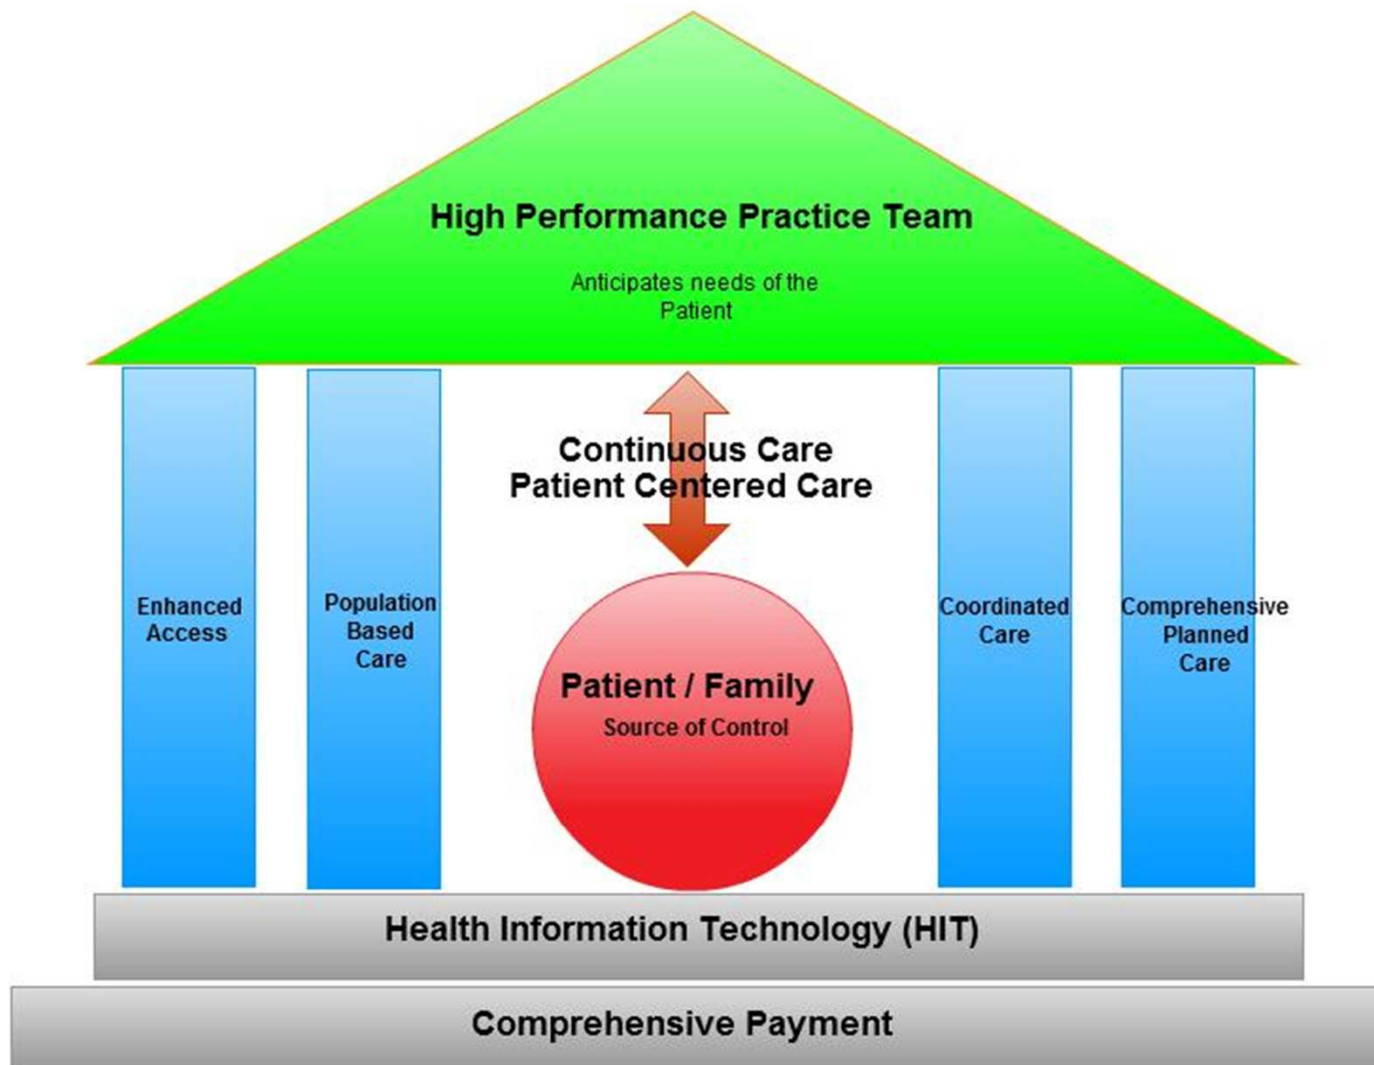 High Performance Practice Team
Anticipates needs of the
Patient
Continuous Care
Patient Centered Care
Enhanced
Access
Population
Based
Care
Patient / Family
Source of Control
Coordinated
Care
Comprehensive
Planned
Care
Health Information Technology (HIT)
Comprehensive Payment